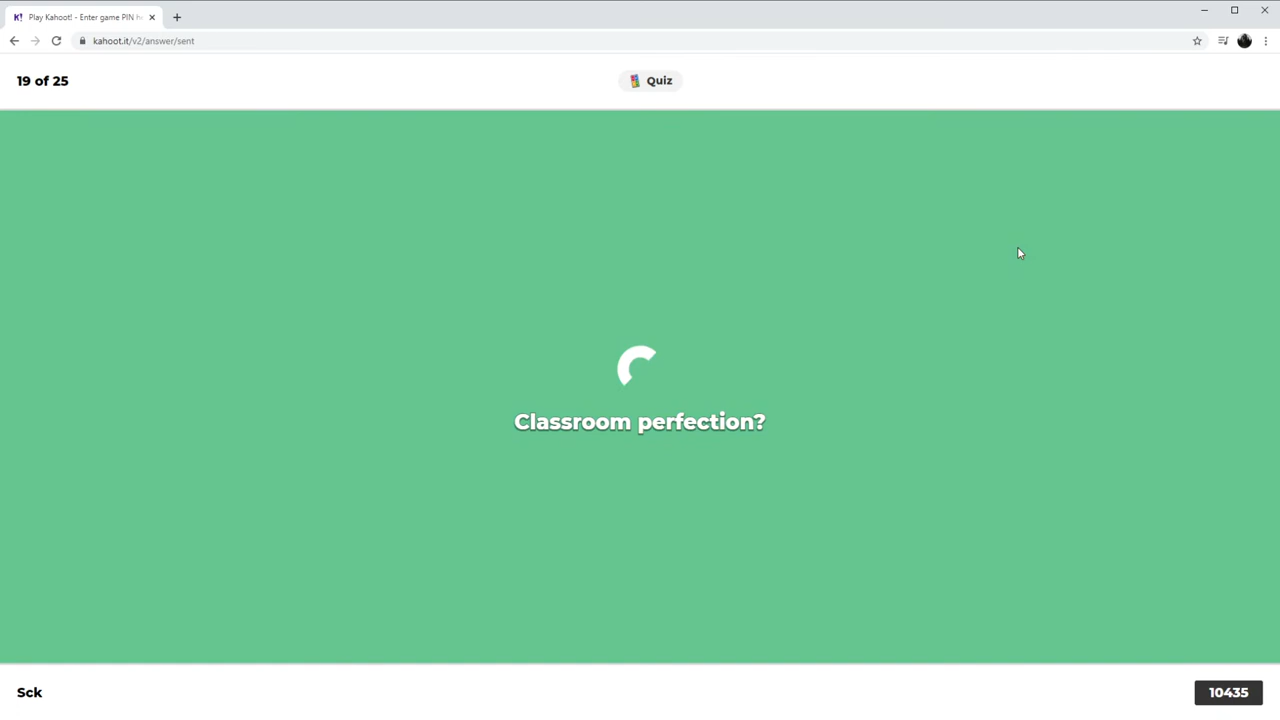 Play Kahoot! - Enter game PIN h
kahoot.it/v2/answer/sent
19 of 25
Quiz
Classroom perfection?
Sck
10435